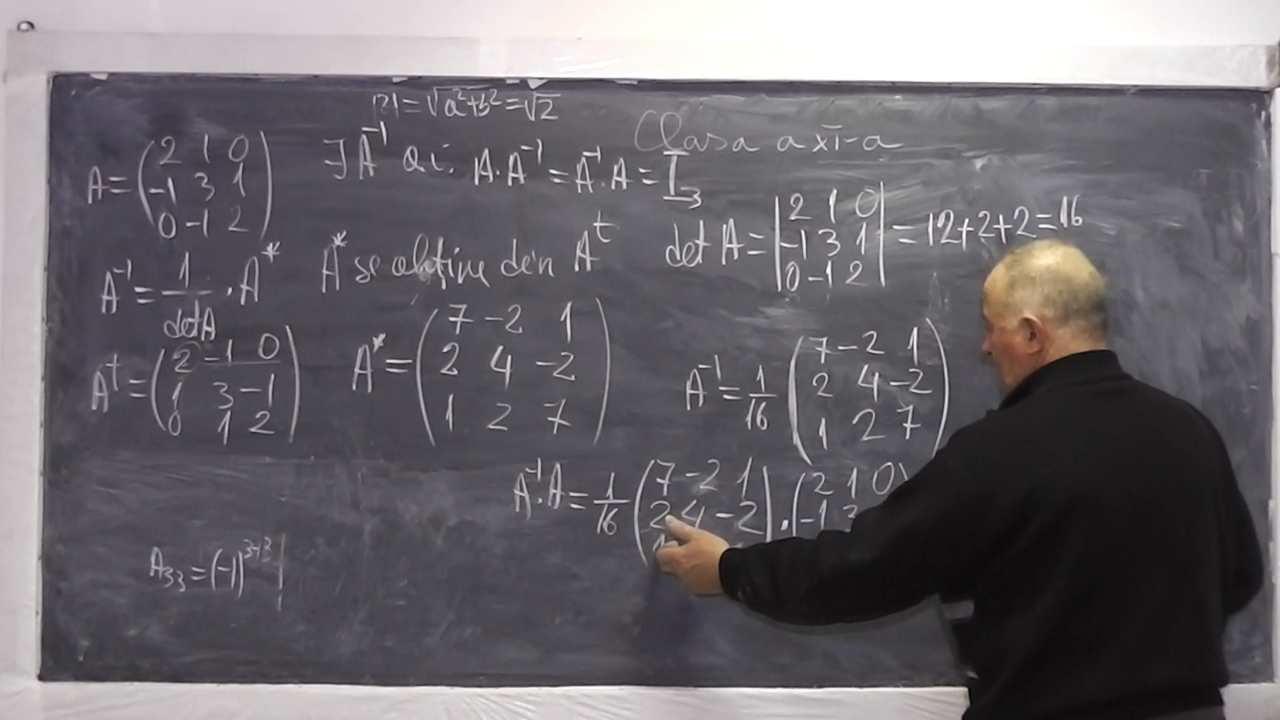 |z|=√a²+b²=√2
Clasa a XI-a
A=(2 1 0
-1 3 1
0 -1 2)
∃ A⁻¹ a.î. A·A⁻¹=A⁻¹·A=I₃
det A=|2 1 0
-1 3 1
0 -1 2| = 12+2+2=16
A⁻¹=1/det A · A*
A* se obtine din Aᵗ
Aᵗ=(2 -1 0
1 3 -1
0 1 2)
A*=(7 -2 1
2 4 -2
1 2 7)
A⁻¹=1/16 (7 -2 1
2 4 -2
1 2 7)
A⁻¹·A=1/16 (7 -2 1
2 4 -2
1) · (2 1 0
-1 3
A₃₃=(-1)³⁺³|